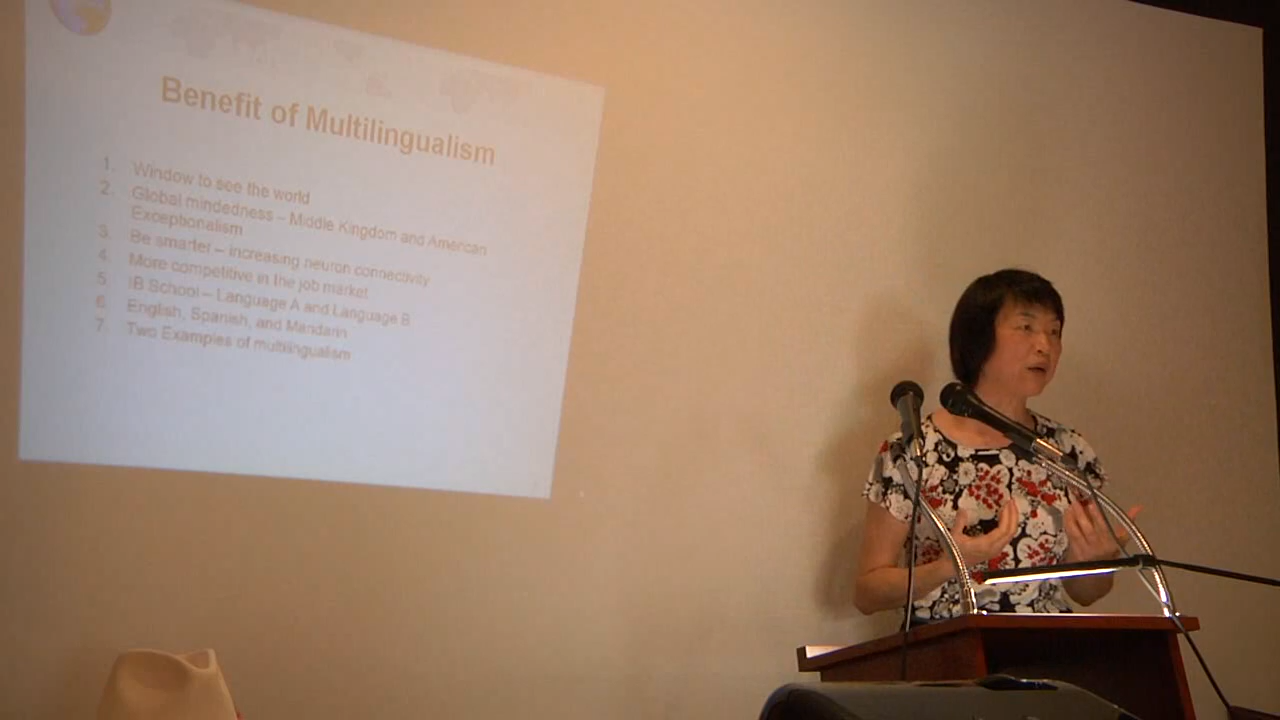 Benefit of Multilingualism
1. Window to see the world
2. Global mindedness – Middle Kingdom and American
Exceptionalism
3. Be smarter – increasing neuron connectivity
4. More competitive in the job market
5. IB School – Language A and Language B
6. English, Spanish, and Mandarin
7. Two Examples of multilingualism